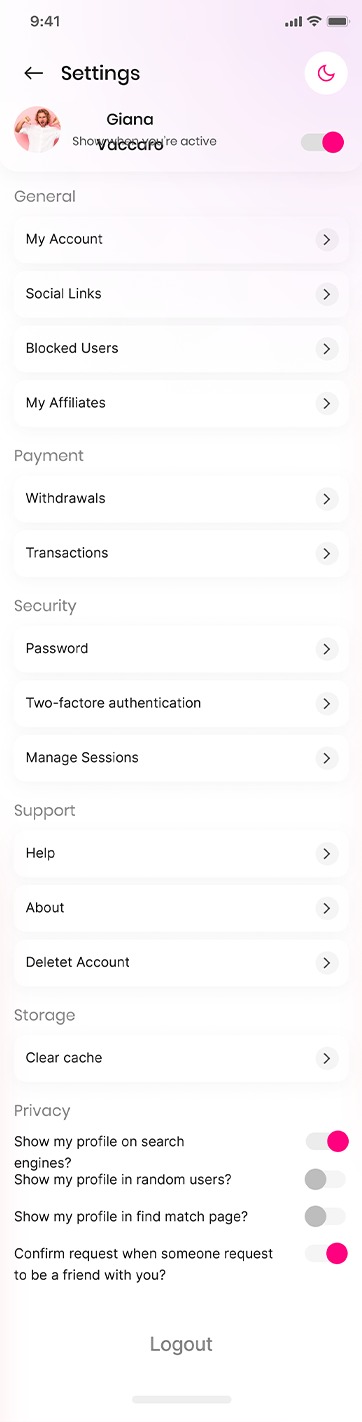 9:41
Settings
Giana
Vaccaro
Show when you're active
General
My Account
Social Links
Blocked Users
My Affiliates
Payment
Withdrawals
Transactions
Security
Password
Two-factore authentication
Manage Sessions
Support
Help
About
Deletet Account
Storage
Clear cache
Privacy
Show my profile on search
engines?
Show my profile in random users?
Show my profile in find match page?
Confirm request when someone request
to be a friend with you?
Logout